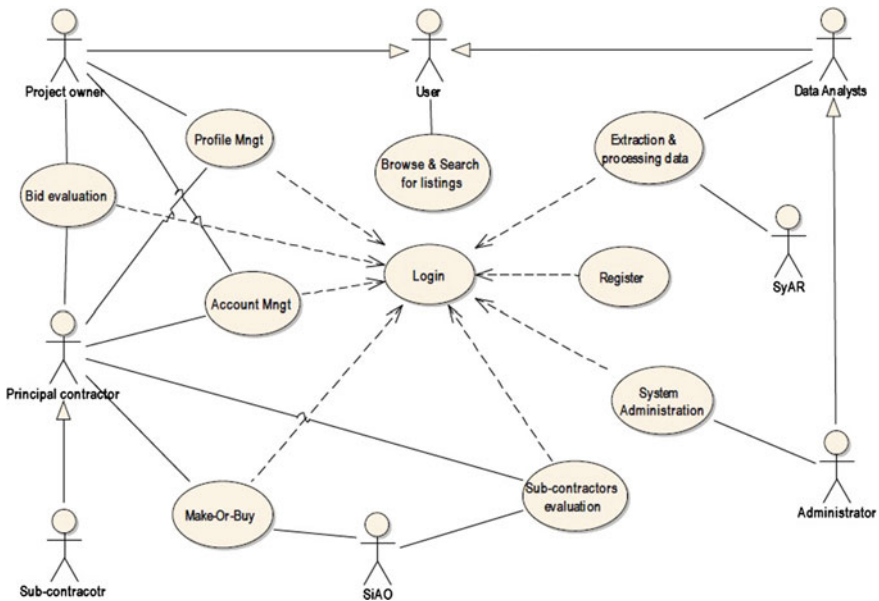 Project owner
User
Data Analysts
Profile Mngt
Browse & Search
for listings
Extraction &
processing data
Bid evaluation
SyAR
Login
Register
Account Mngt
Principal contractor
System
Administration
Make-Or-Buy
Sub-contractors
evaluation
Administrator
Sub-contracotr
SiAO